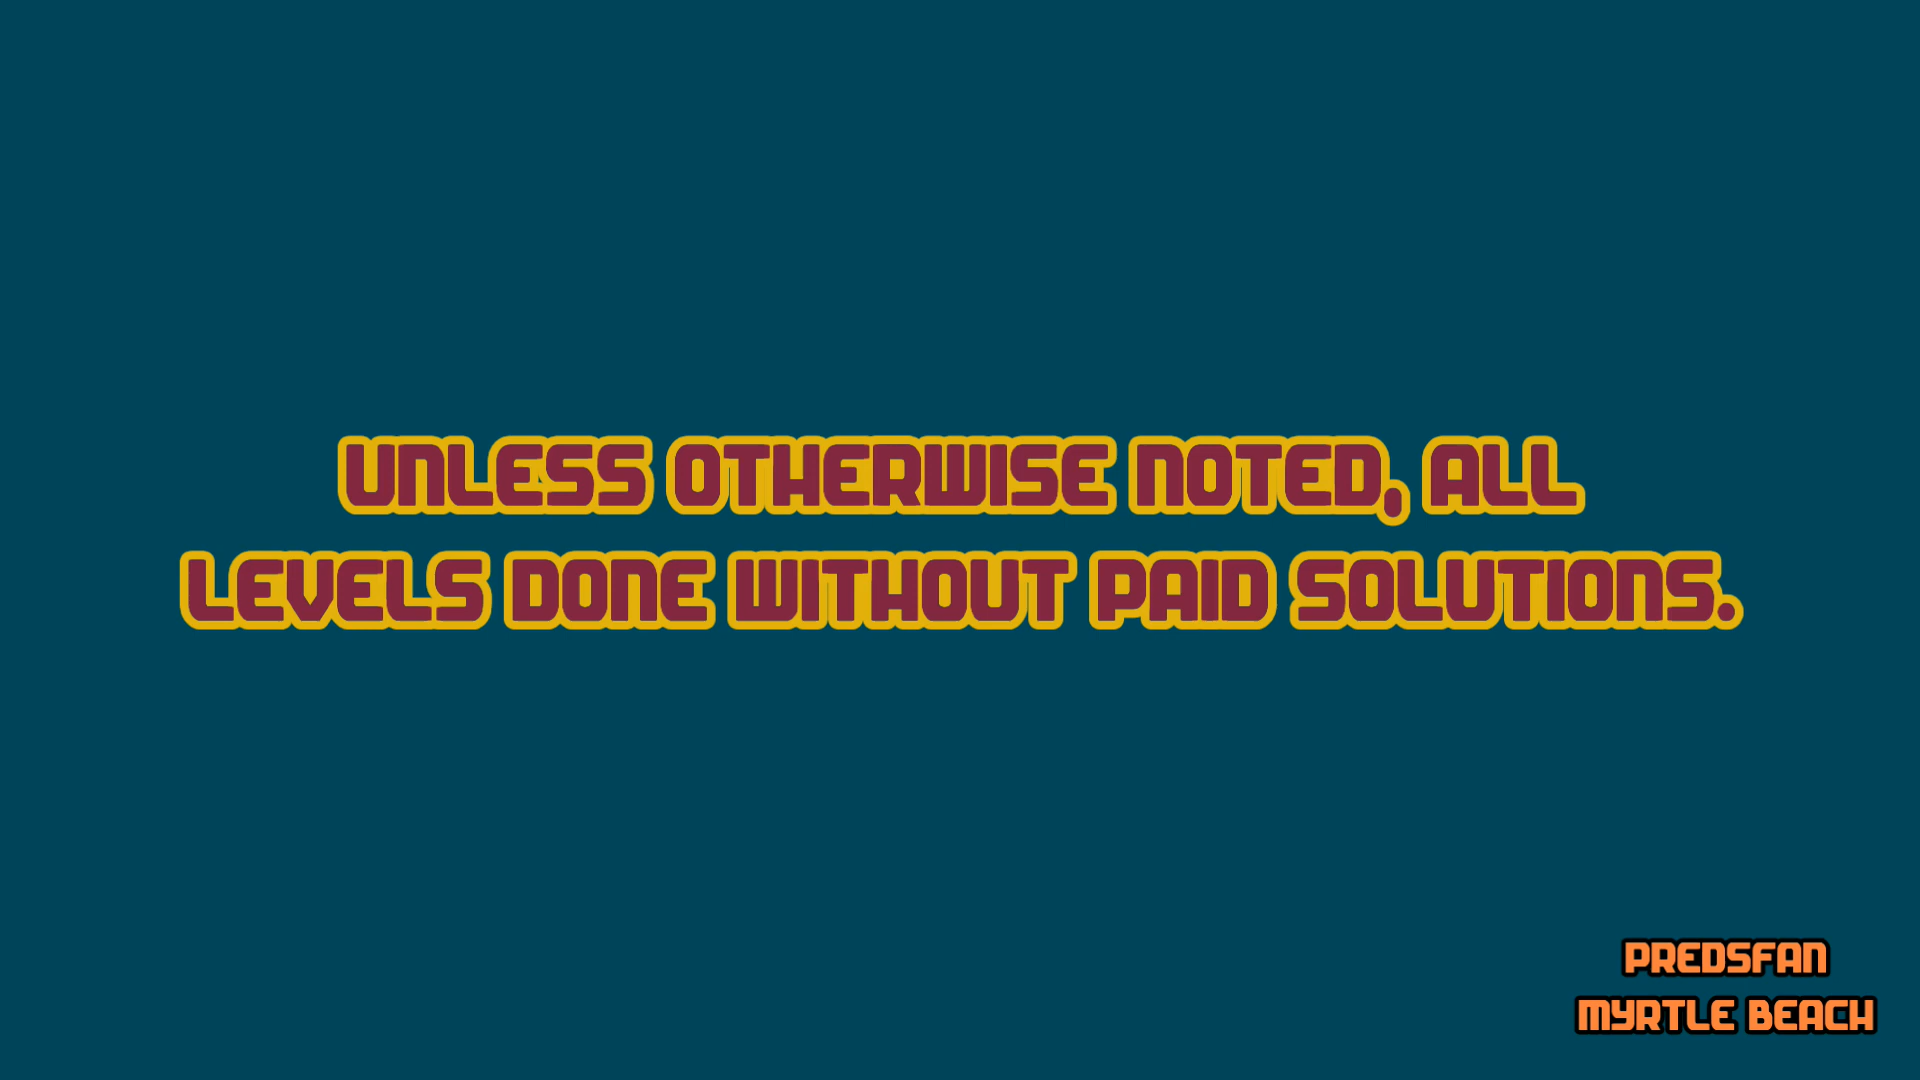 UNLESS OTHERWISE NOTED, ALL
LEVELS DONE WITHOUT PAID SOLUTIONS.
PREDSFAN
MYRTLE BEACH